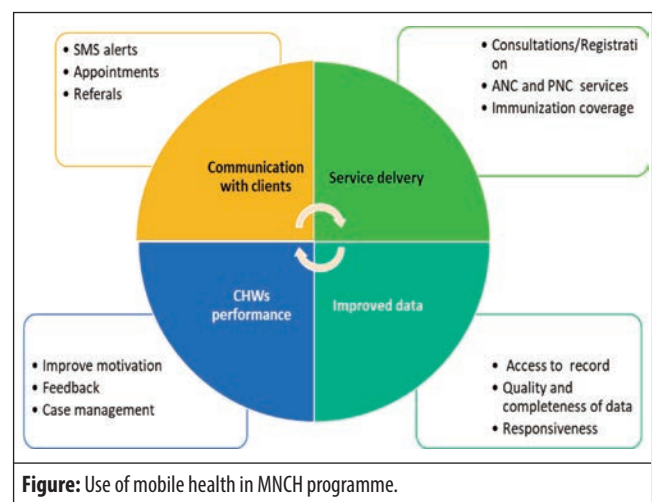 • SMS alerts
• Appointments
• Referrals
• Consultations/Registrati
on
• ANC and PNC services
• Immunization coverage
Communication
with clients
Service delvery
CHWs
performance
Improved data
• Improve motivation
• Feedback
• Case management
• Access to record
• Quality and
completeness of data
• Responsiveness
Figure: Use of mobile health in MNCH programme.